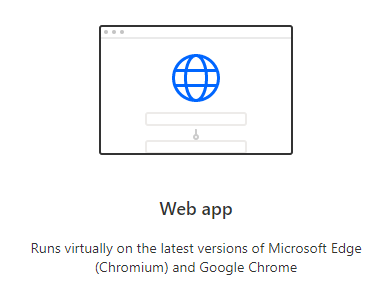 Web app
Runs virtually on the latest versions of Microsoft Edge
(Chromium) and Google Chrome